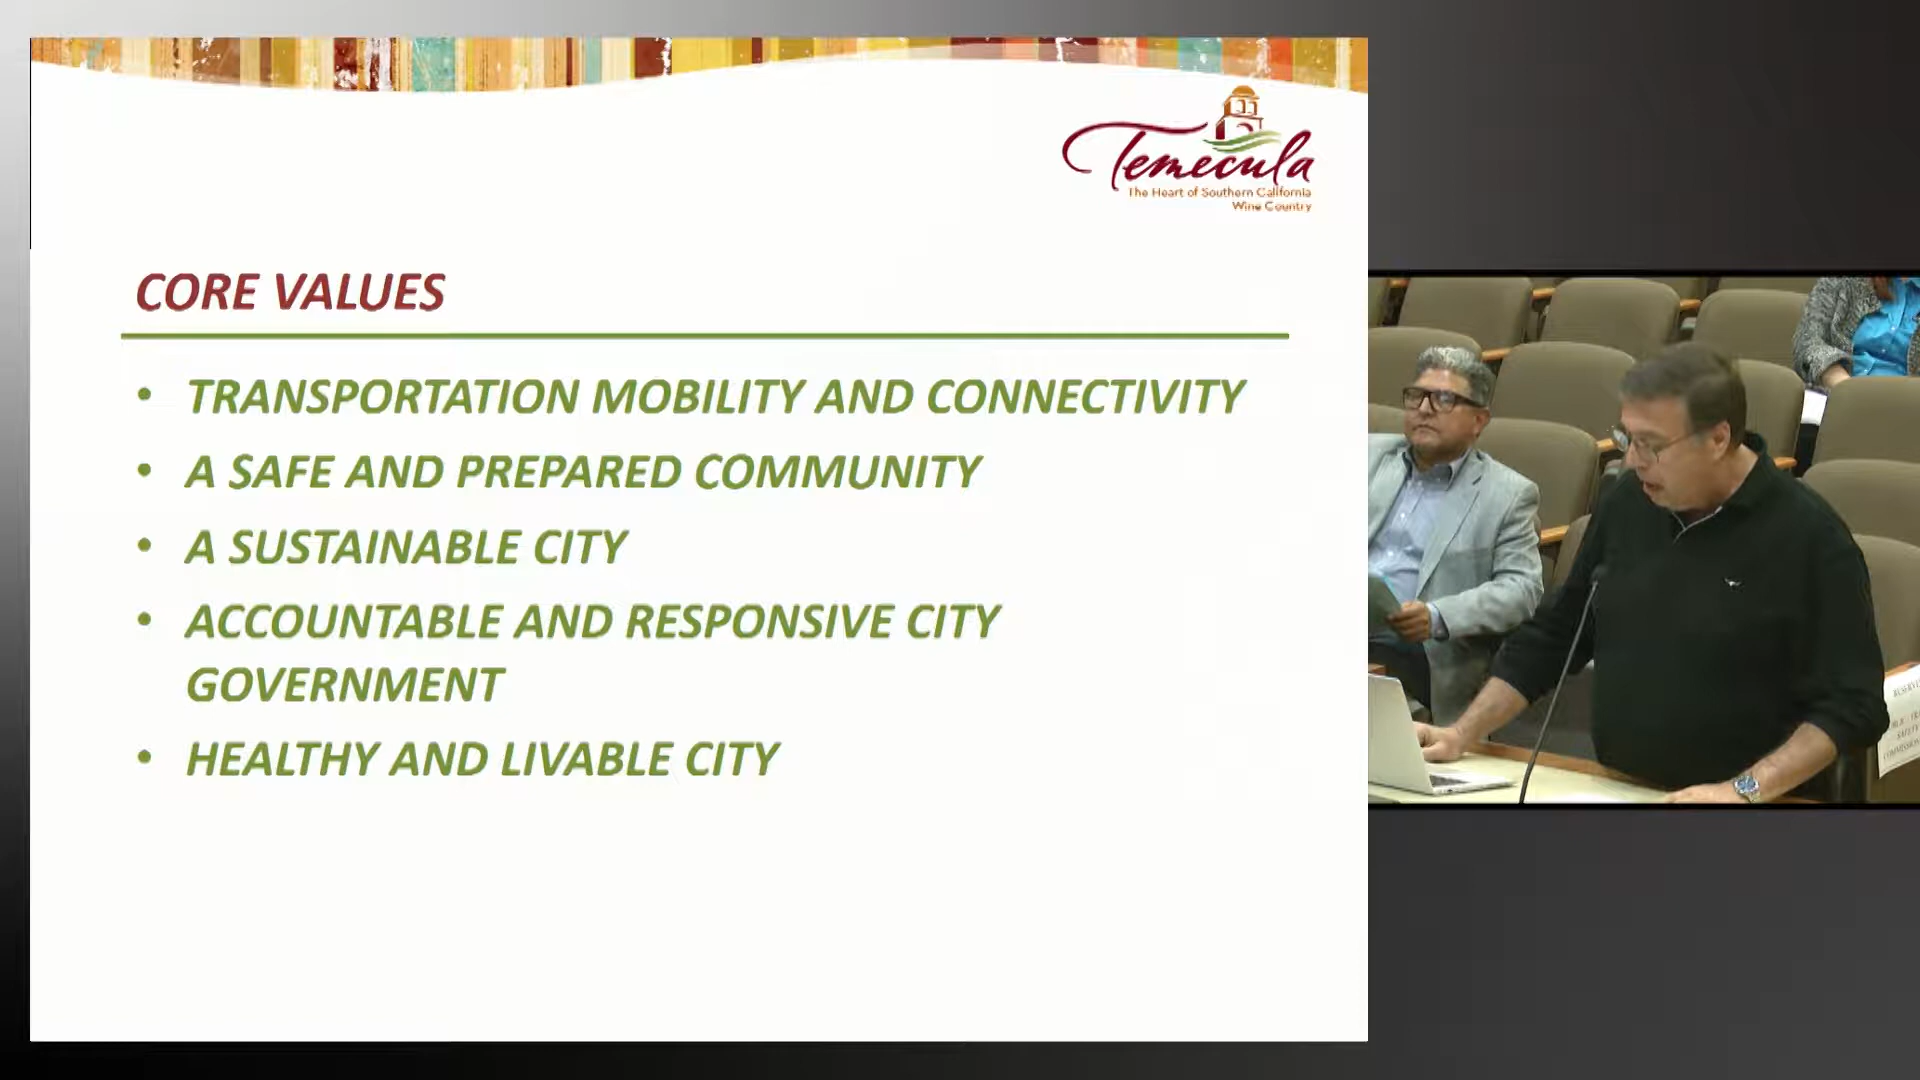 Temecula
The Heart of Southern California
Wine Country
CORE VALUES
• TRANSPORTATION MOBILITY AND CONNECTIVITY
• A SAFE AND PREPARED COMMUNITY
• A SUSTAINABLE CITY
• ACCOUNTABLE AND RESPONSIVE CITY
GOVERNMENT
• HEALTHY AND LIVABLE CITY